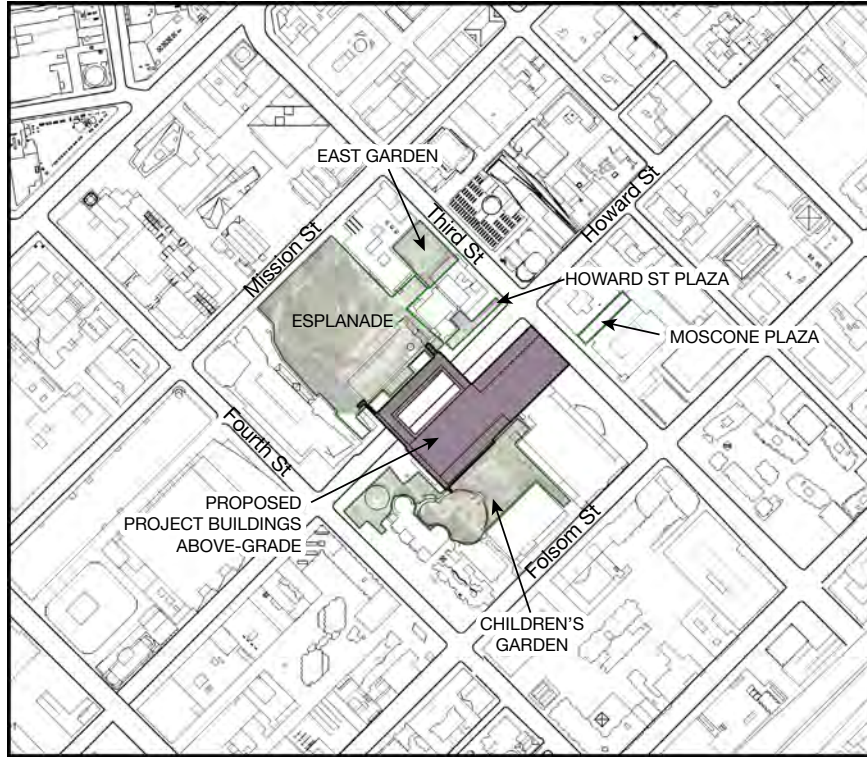 EAST GARDEN
Third St
Howard St
Mission St
HOWARD ST PLAZA
ESPLANADE
MOSCONE PLAZA
Fourth St
PROPOSED
PROJECT BUILDINGS
ABOVE-GRADE
Folsom St
CHILDREN'S
GARDEN